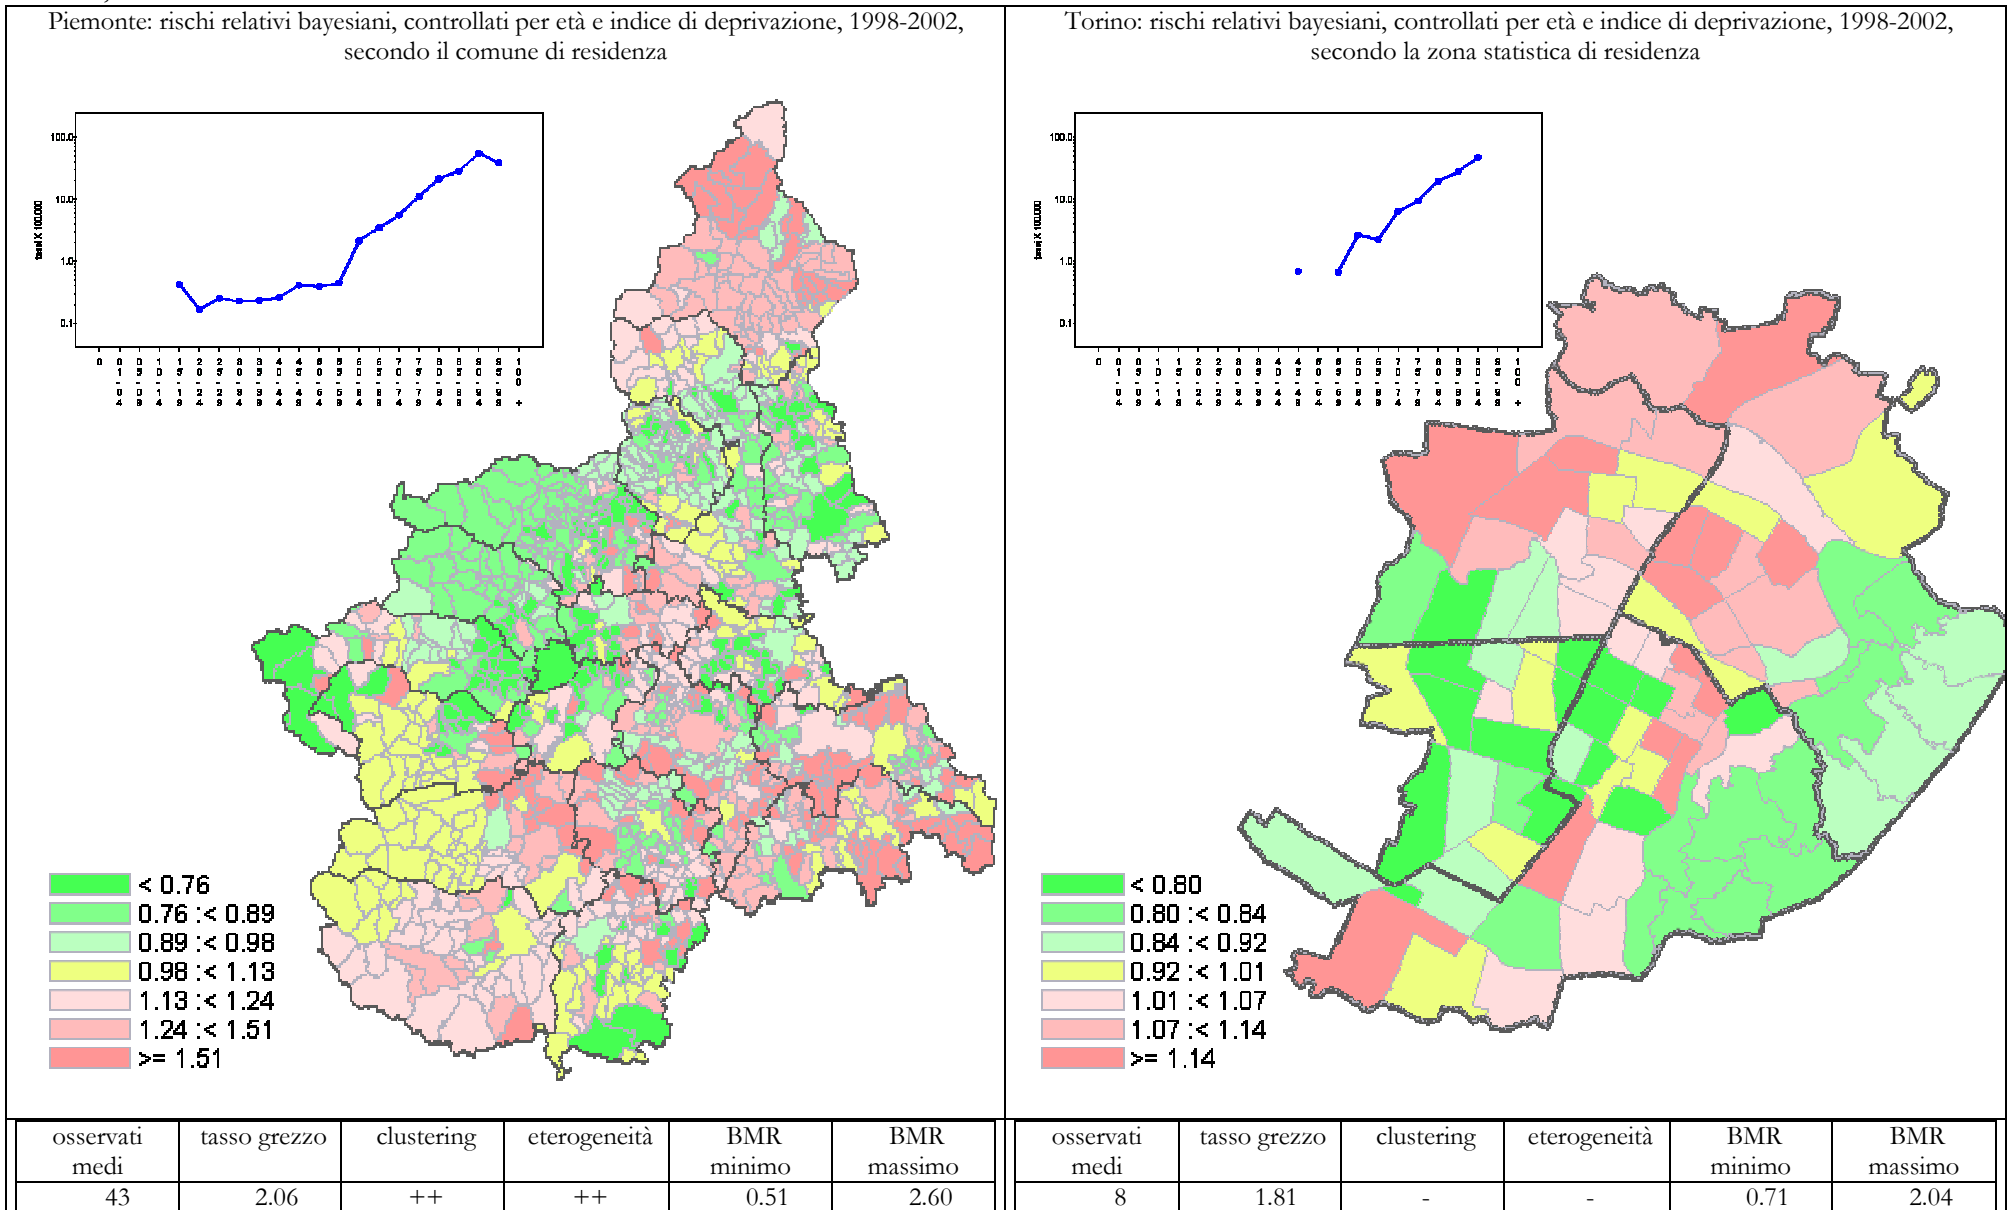 Piemonte: rischi relativi bayesiani, controllati per età e indice di deprivazione, 1998-2002,
secondo il comune di residenza
100.0
10.0
1.0
0.1
tassi X 100,000
< 0.76
0.76 :< 0.89
0.89 :< 0.98
0.98 :< 1.13
1.13 :< 1.24
1.24 :< 1.51
>= 1.51
osservati medi tasso grezzo clustering eterogeneità BMR minimo BMR massimo
43 2.06 ++ ++ 0.51 2.60
Torino: rischi relativi bayesiani, controllati per età e indice di deprivazione, 1998-2002,
secondo la zona statistica di residenza
100.0
10.0
1.0
0.1
tassi X 100,000
< 0.80
0.80 :< 0.84
0.84 :< 0.92
0.92 :< 1.01
1.01 :< 1.07
1.07 :< 1.14
>= 1.14
osservati medi tasso grezzo clustering eterogeneità BMR minimo BMR massimo
8 1.81 - - 0.71 2.04